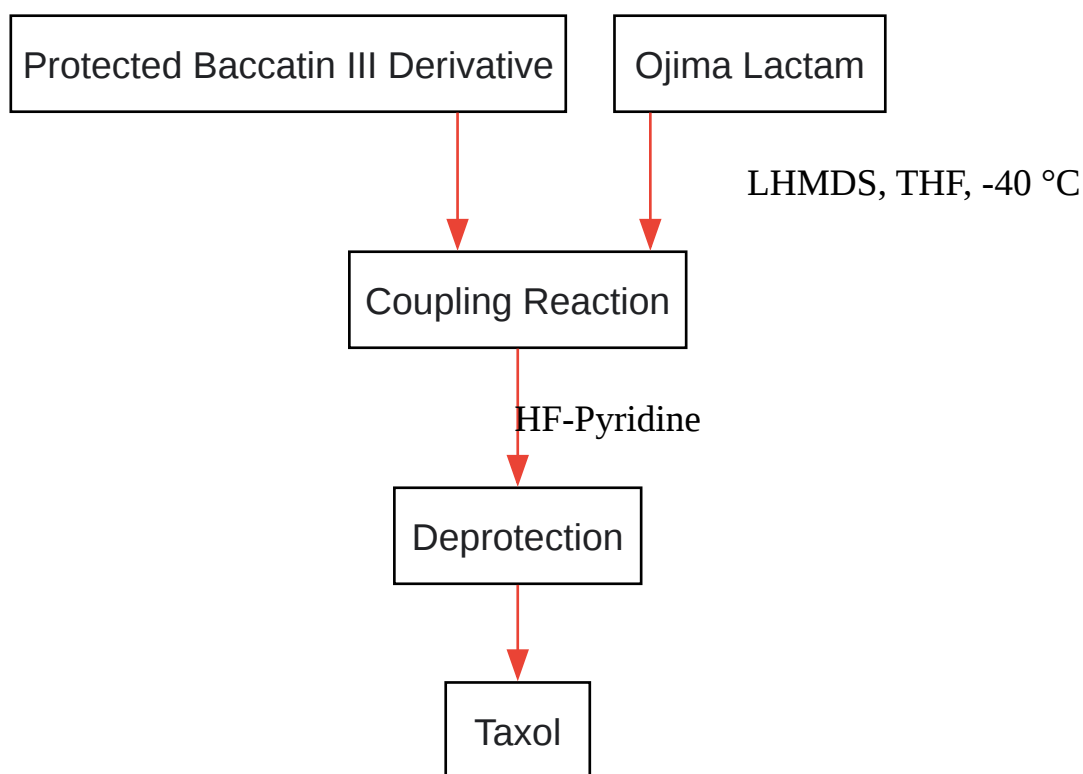 Protected Baccatin III Derivative
Ojima Lactam
LHMDS, THF, -40 °C
Coupling Reaction
HF-Pyridine
Deprotection
Taxol